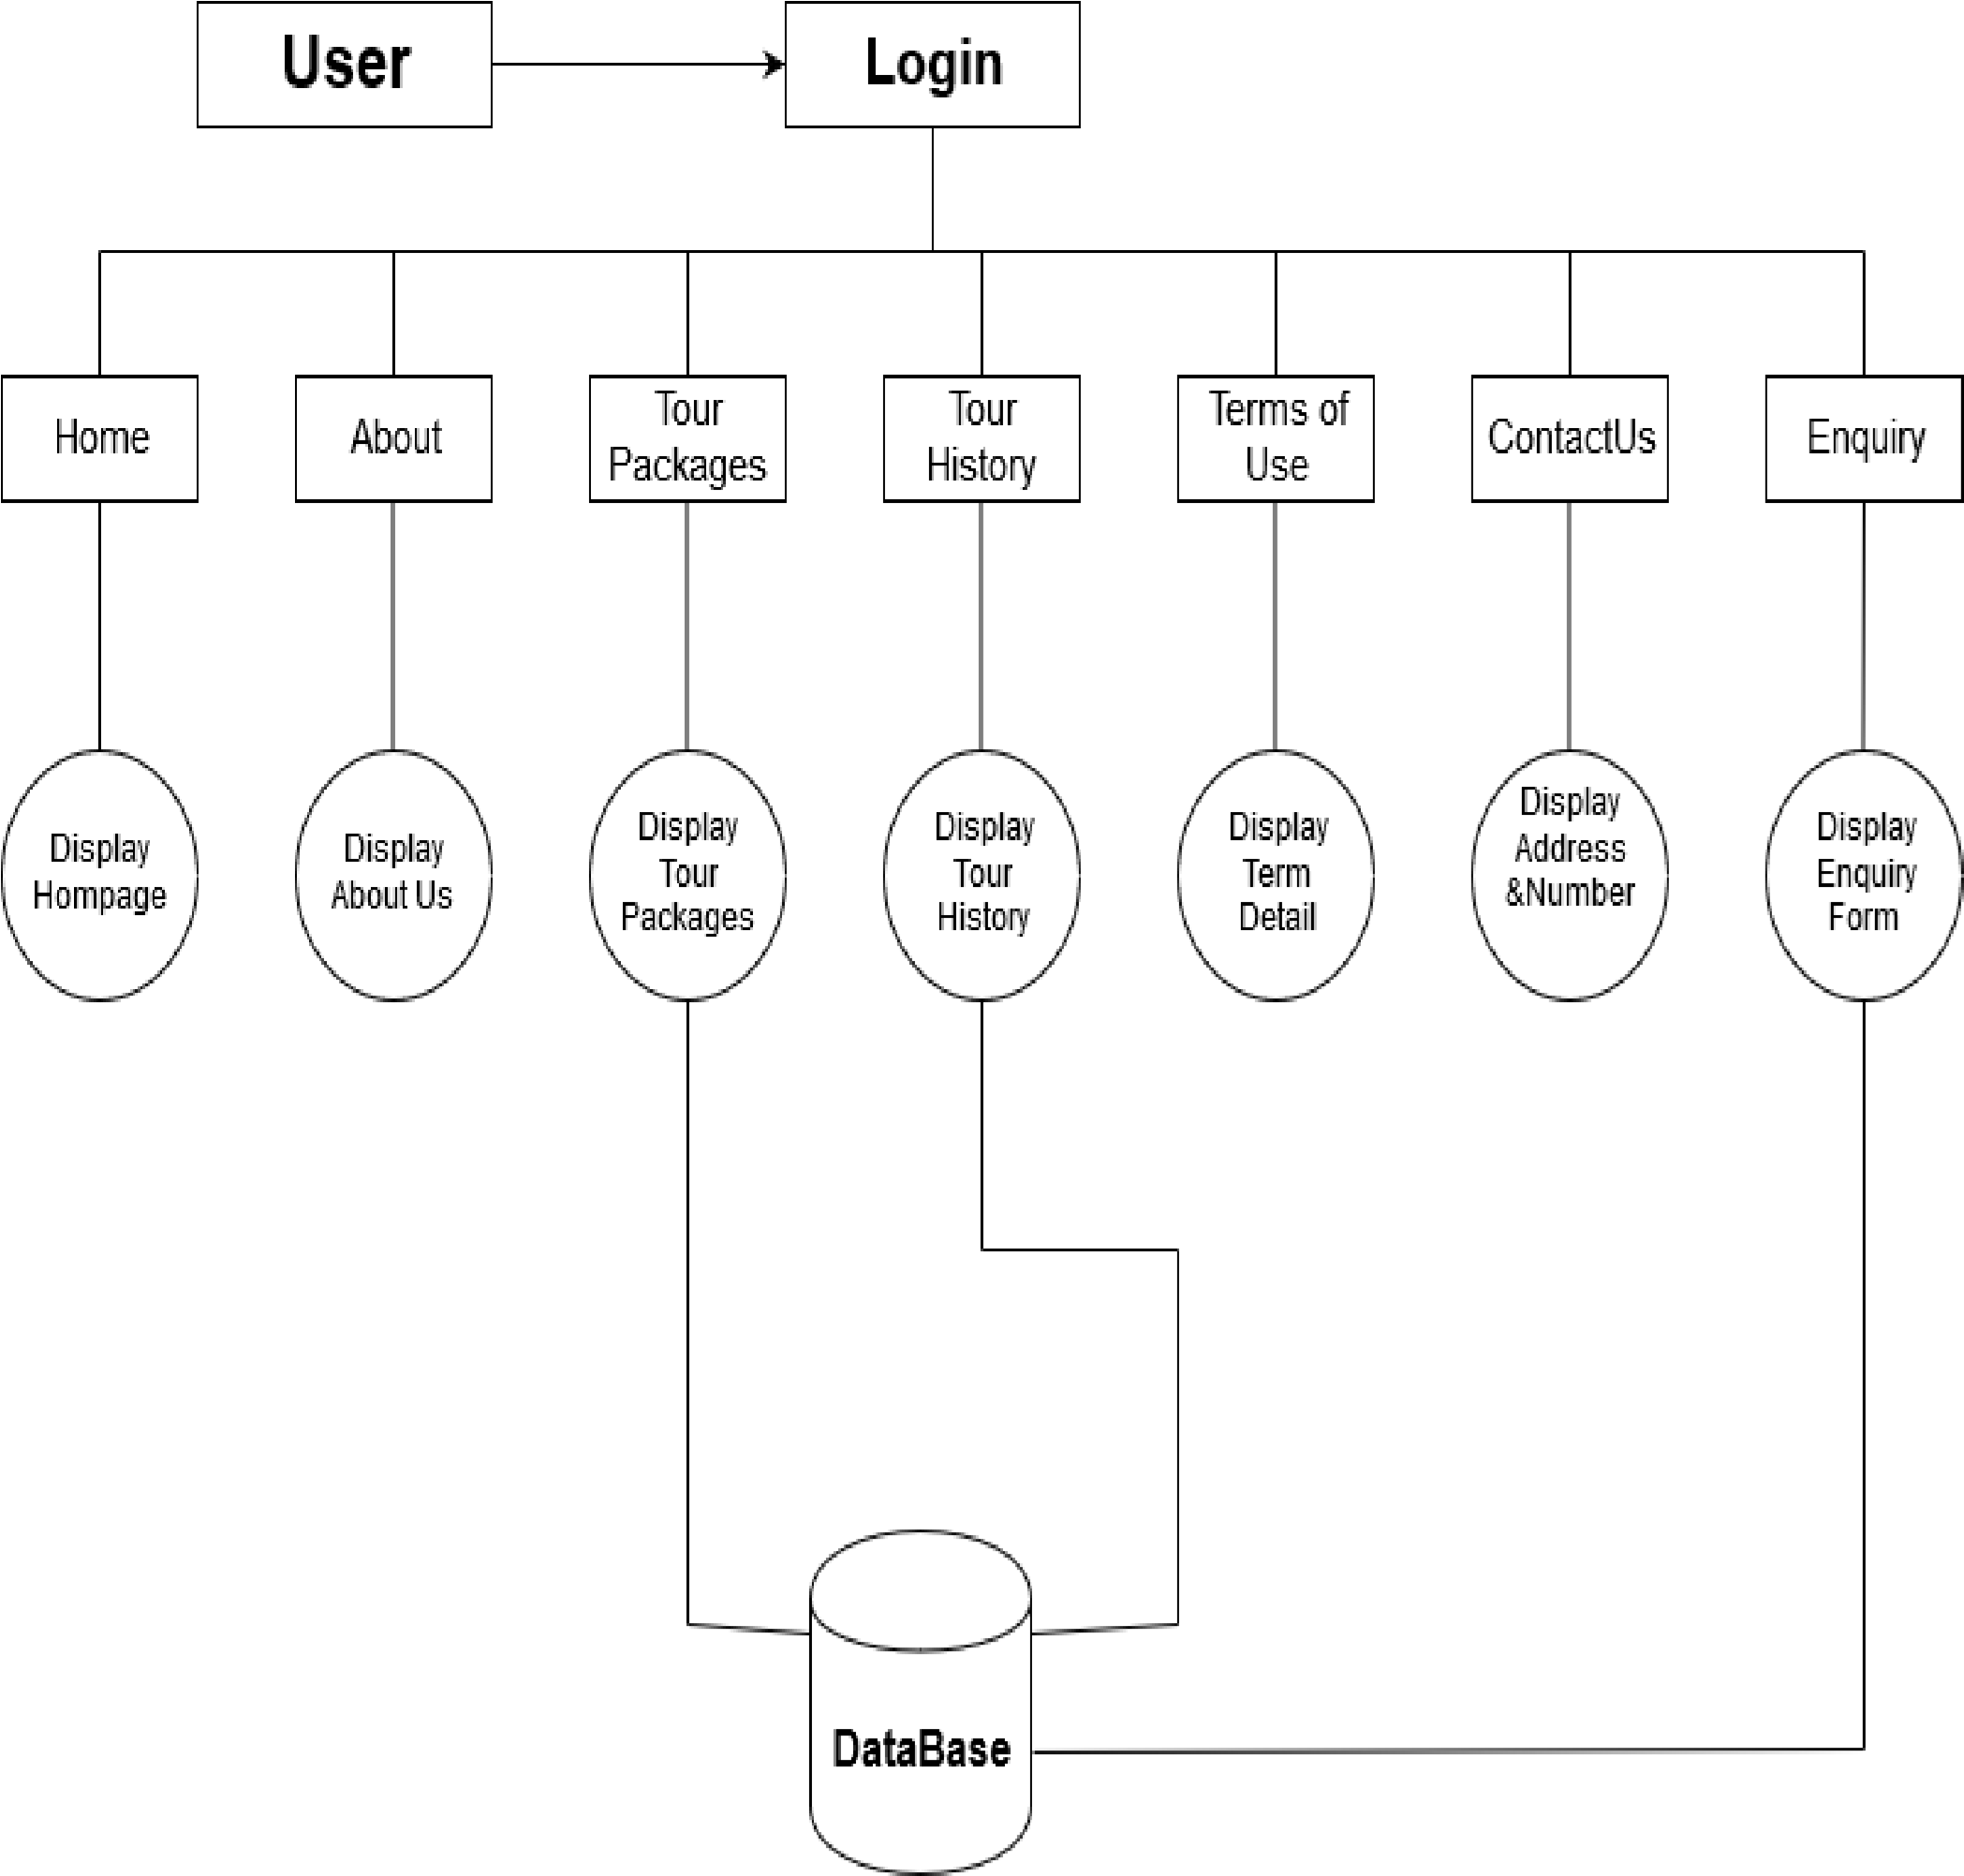 User
Login
Home
About
Tour
Packages
Tour
History
Terms of
Use
ContactUs
Enquiry
Display
Hompage
Display
About Us
Display
Tour
Packages
Display
Tour
History
Display
Term
Detail
Display
Address
&Number
Display
Enquiry
Form
DataBase